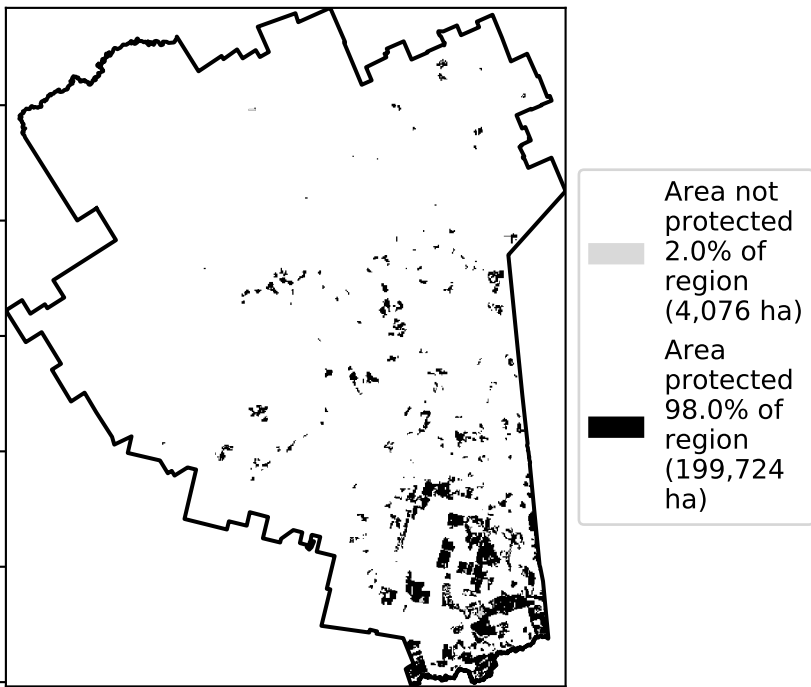 Area not
protected
2.0% of
region
(4,076 ha)
Area
protected
98.0% of
region
(199,724
ha)